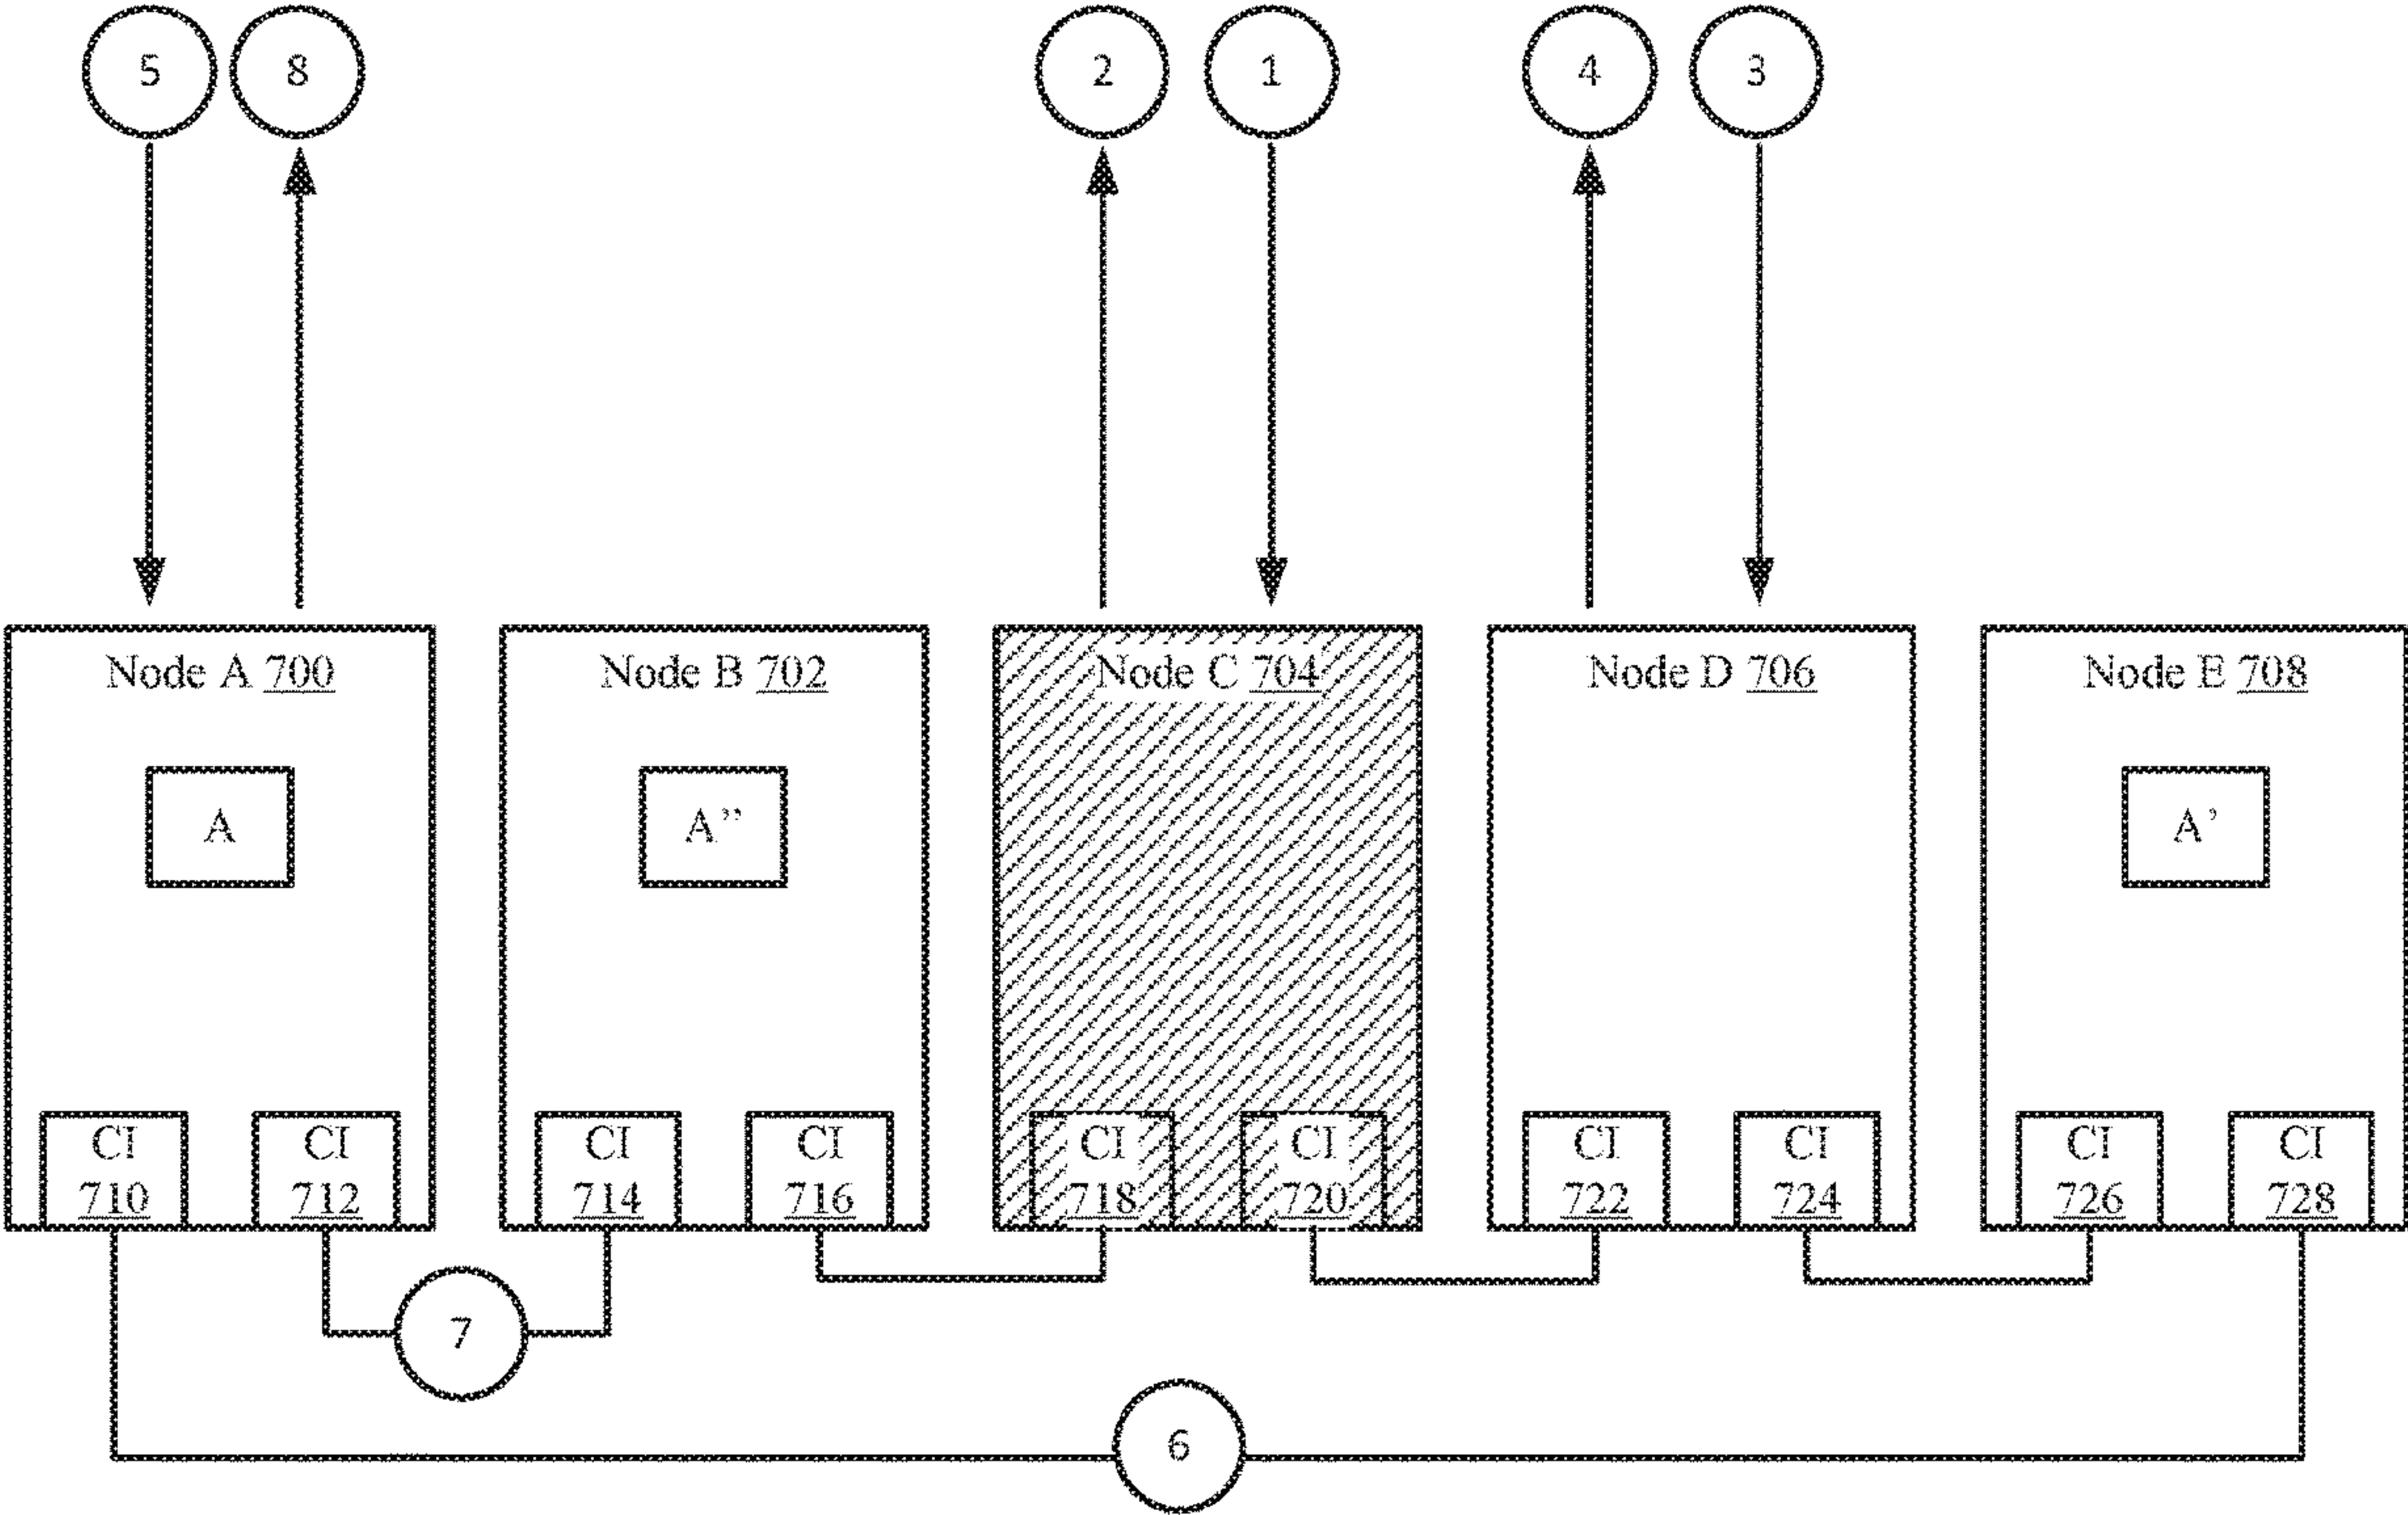 5 8 2 1 4 3
Node A 700 Node B 702 Node C 704 Node D 706 Node E 708
A A” A’
CI CI CI CI CI CI CI CI CI CI
710 712 714 716 718 720 722 724 726 728
7
6